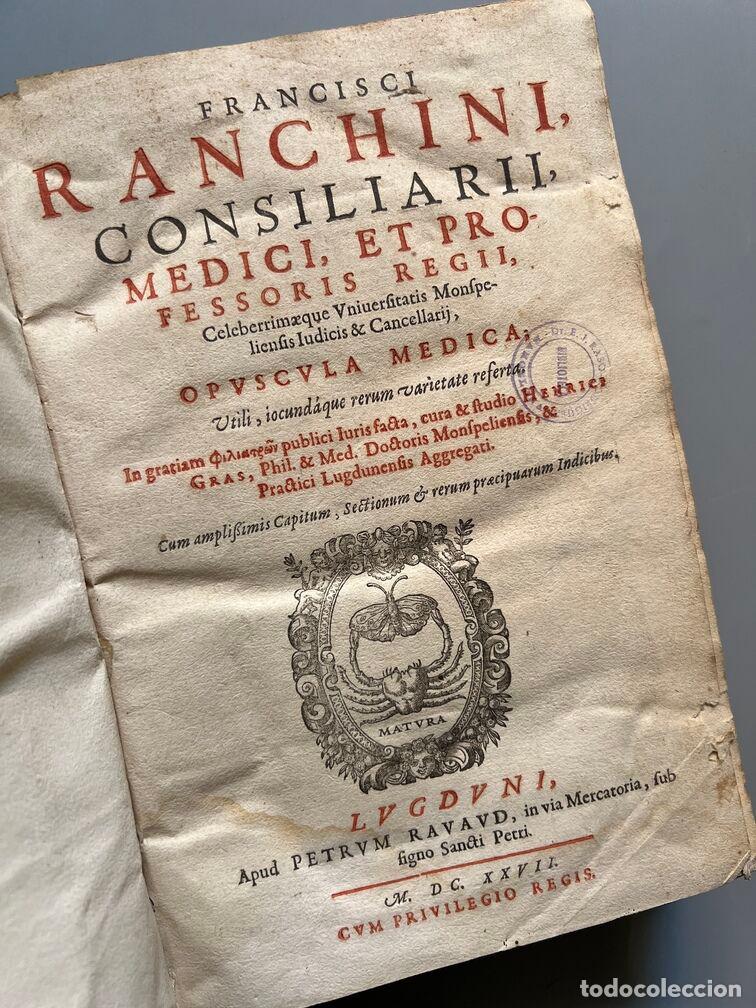 FRANCISCI
RANCHINI,
CONSILIARII,
MEDICI, ET PRO-
FESSORIS REGII,
Celeberrimæque Vniuerſitatis Monſpe-
lienſis Iudicis & Cancellarij,
OPVSCVLA MEDICA;
Vtili, iocundáque rerum varietate referta.
In gratiam Φιλιατρῶν publici Iuris facta, cura & ſtudio HENRICI
GRAS, Phil. & Med. Doctoris Monſpelienſis, &
Practici Lugdunenſis Aggregati.
Cum amplißimis Capitum, Sectionum & rerum præcipuarum Indicibus.
MATVRA
LVGDVNI,
Apud PETRVM RAVAVD, in via Mercatoria, ſub
ſigno Sancti Petri.
M. DC. XXVII.
CVM PRIVILEGIO REGIS.
todocoleccion